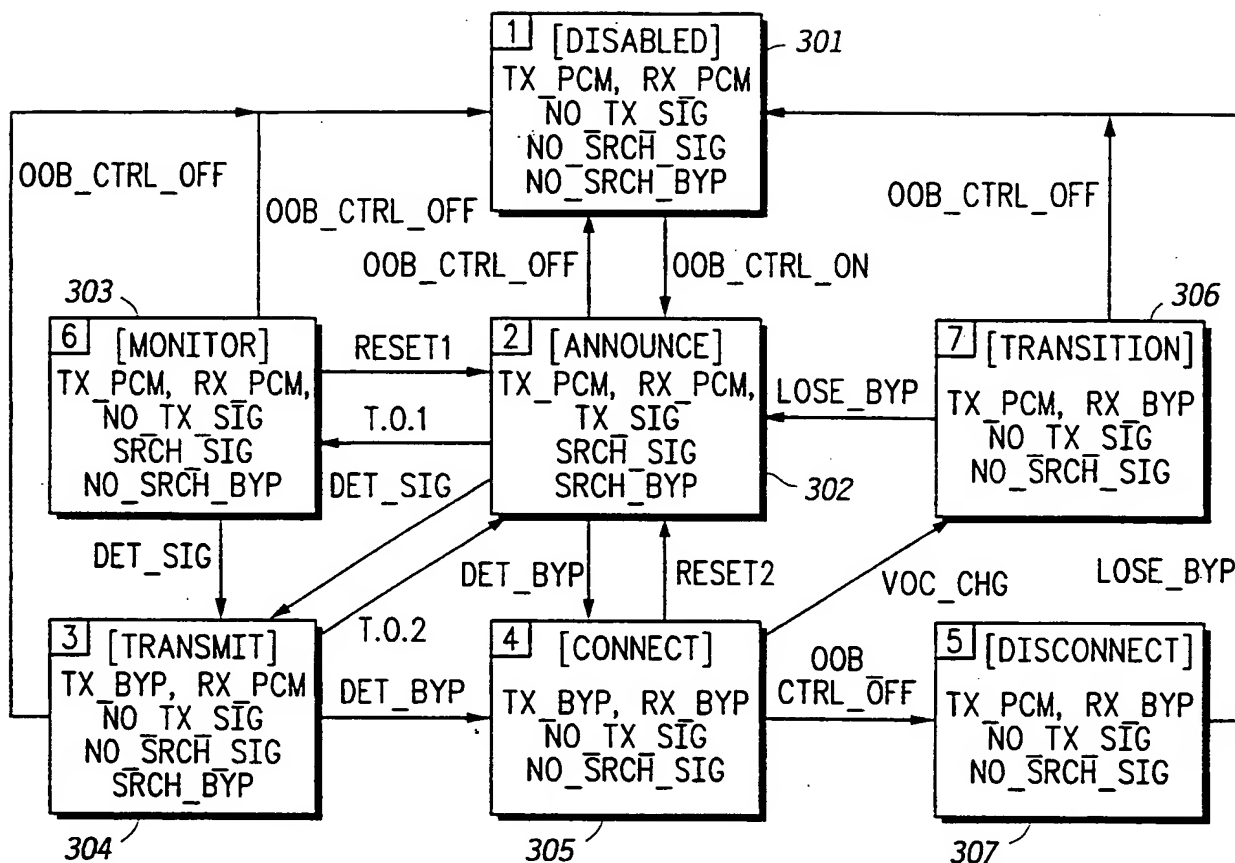 1 [DISABLED]
TX_PCM, RX_PCM
NO_TX_SIG
NO_SRCH_SIG
NO_SRCH_BYP
301
OOB_CTRL_OFF
OOB_CTRL_OFF
OOB_CTRL_OFF
OOB_CTRL_ON
OOB_CTRL_OFF
303
6 [MONITOR]
TX_PCM, RX_PCM,
NO_TX_SIG
SRCH_SIG
NO_SRCH_BYP
RESET1
T.O.1
DET_SIG
2 [ANNOUNCE]
TX_PCM, RX_PCM,
TX_SIG
SRCH_SIG
SRCH_BYP
302
LOSE_BYP
306
7 [TRANSITION]
TX_PCM, RX_BYP
NO_TX_SIG
NO_SRCH_SIG
DET_SIG
T.O.2
DET_BYP
RESET2
VOC_CHG
LOSE_BYP
3 [TRANSMIT]
TX_BYP, RX_PCM
NO_TX_SIG
NO_SRCH_SIG
SRCH_BYP
304
DET_BYP
4 [CONNECT]
TX_BYP, RX_BYP
NO_TX_SIG
NO_SRCH_SIG
305
OOB_
CTRL_OFF
5 [DISCONNECT]
TX_PCM, RX_BYP
NO_TX_SIG
NO_SRCH_SIG
307